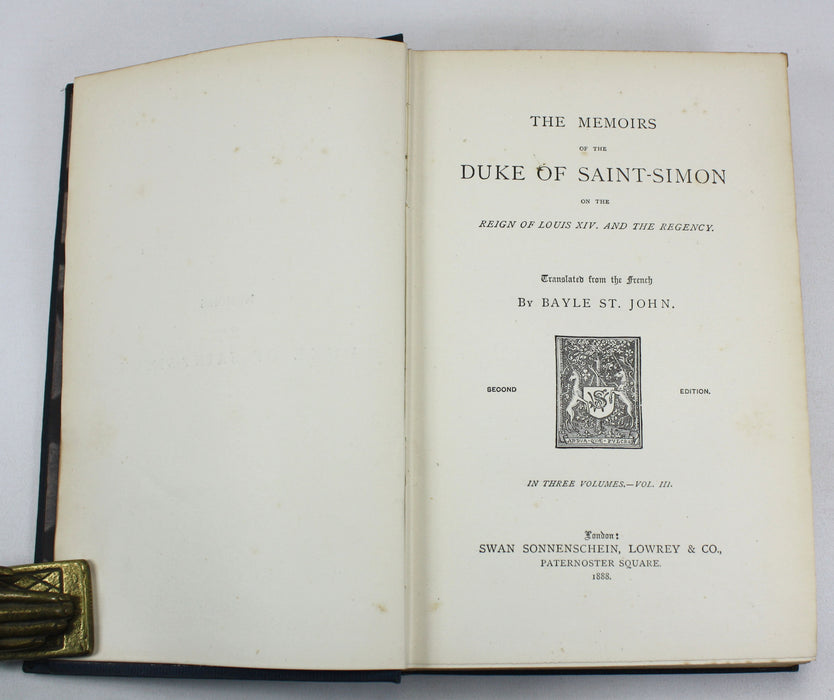 THE MEMOIRS
OF THE
DUKE OF SAINT-SIMON
ON THE
REIGN OF LOUIS XIV. AND THE REGENCY.
Translated from the French
By BAYLE ST. JOHN.
SECOND EDITION.
IN THREE VOLUMES.—VOL. III.
London:
SWAN SONNENSCHEIN, LOWREY & CO.,
PATERNOSTER SQUARE.
1888.